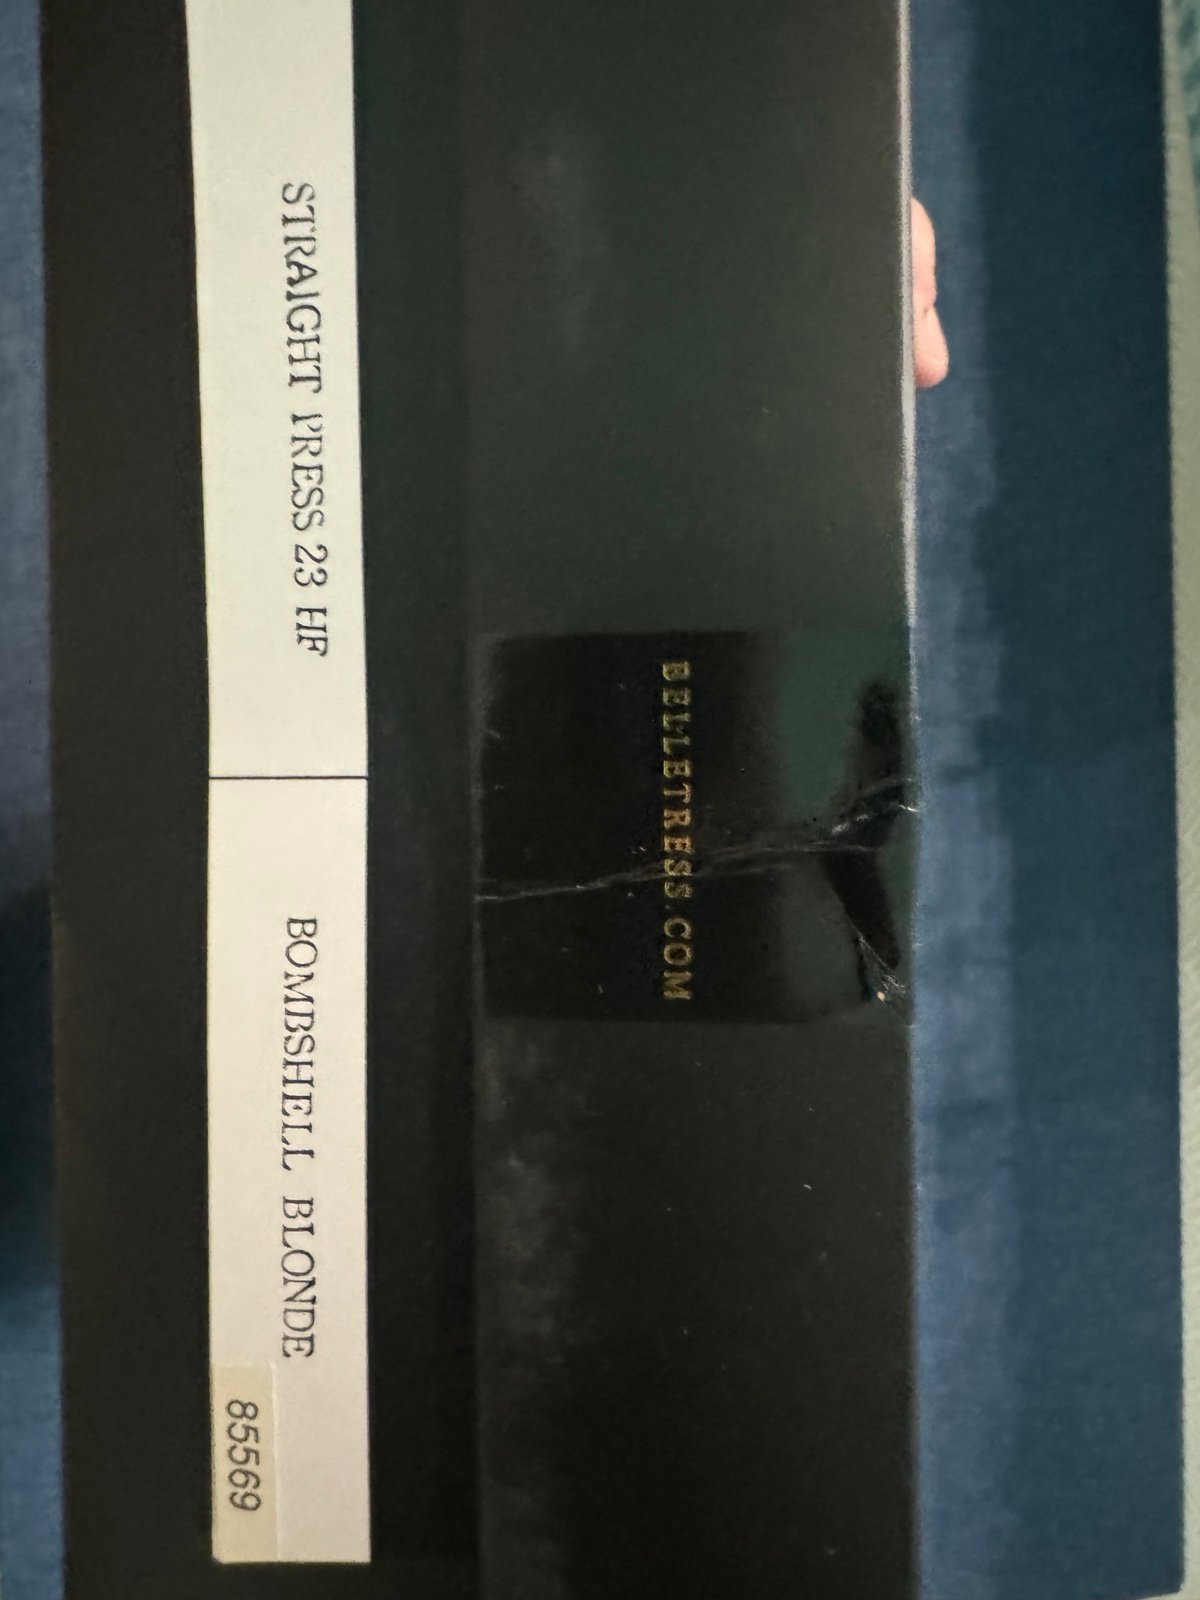 STRAIGHT PRESS 23 HF
BOMBSHELL BLONDE
85569
BELLETRESS.COM